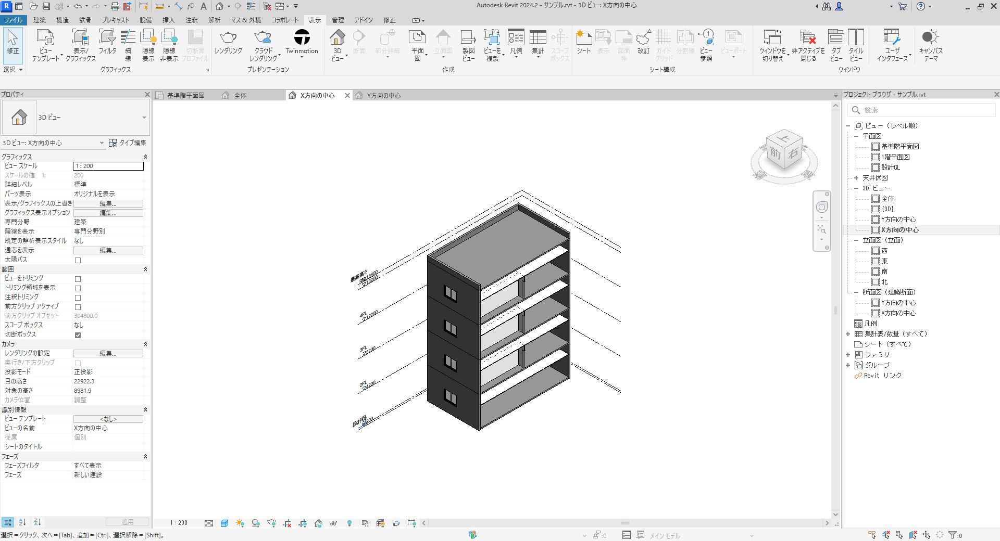 Autodesk Revit 2024.2 - サンプル.rvt - 3D ビュー: X方向の中心
ファイル 建築 構造 鉄骨 プレキャスト 設備 挿入 注釈 解析 マス & 外構 コラボレート 表示 管理 アドイン 修正
修正
ビュー テンプレート
表示/ グラフィックス
フィルタ
細線
隠線 表示
隠線 非表示
切断面 プロファイル
レンダリング
クラウド レンダリング
Twinmotion
3D ビュー
断面
部分詳細
平面図
立面図
製図 ビュー
ビューを 複製
凡例
集計
スコープ ボックス
シート
表示
図面枠
改訂
ガイド グリッド
分割線
ビュー 参照
ビューポート
ウィンドウを 切り替え
非アクティブを 閉じる
タブ ビュー
タイル ビュー
ユーザ インタフェース
キャンバス テーマ
選択 グラフィックス プレゼンテーション 作成 シート構成 ウィンドウ
プロパティ
3D ビュー
3D ビュー: X方向の中心 タイプ編集
グラフィックス
ビュー スケール 1 : 200
スケールの値 1: 200
詳細レベル 標準
パーツ表示 オリジナルを表示
表示/グラフィックスの上書き 編集...
グラフィックス表示オプション 編集...
専門分野 建築
隠線を表示 専門分野別
既定の解析表示スタイル なし
通芯を表示 編集...
太陽パス
範囲
ビューをトリミング
トリミング領域を表示
注釈トリミング
前方クリップ アクティブ
前方クリップ オフセット 304800.0
スコープ ボックス なし
切断ボックス
カメラ
レンダリングの設定 編集...
奥行き/下方クリップ
投影モード 正投影
目の高さ 22922.3
対象の高さ 8981.9
カメラ位置 調整
識別情報
ビュー テンプレート <なし>
ビューの名前 X方向の中心
従属 個別
シートのタイトル
フェーズ
フェーズフィルタ すべて表示
フェーズ 新しい建設
適用
基準階平面図 全体 X方向の中心 Y方向の中心
上
前 右
最高高さ
16800
16200
4FL
12200
3FL
8200
2FL
4200
1 : 200
プロジェクト ブラウザ - サンプル.rvt
検索
ビュー (レベル順)
平面図
基準階平面図
1階平面図
設計GL
天井伏図
3D ビュー
全体
{3D}
Y方向の中心
X方向の中心
立面図 (立面)
西
東
南
北
断面図 (建築断面)
Y方向の中心
X方向の中心
凡例
集計表/数量 (すべて)
シート (すべて)
ファミリ
グループ
Revit リンク
選択＝クリック、次へ＝[Tab]、追加＝[Ctrl]、選択解除＝[Shift]。
:0
メイン モデル
:0